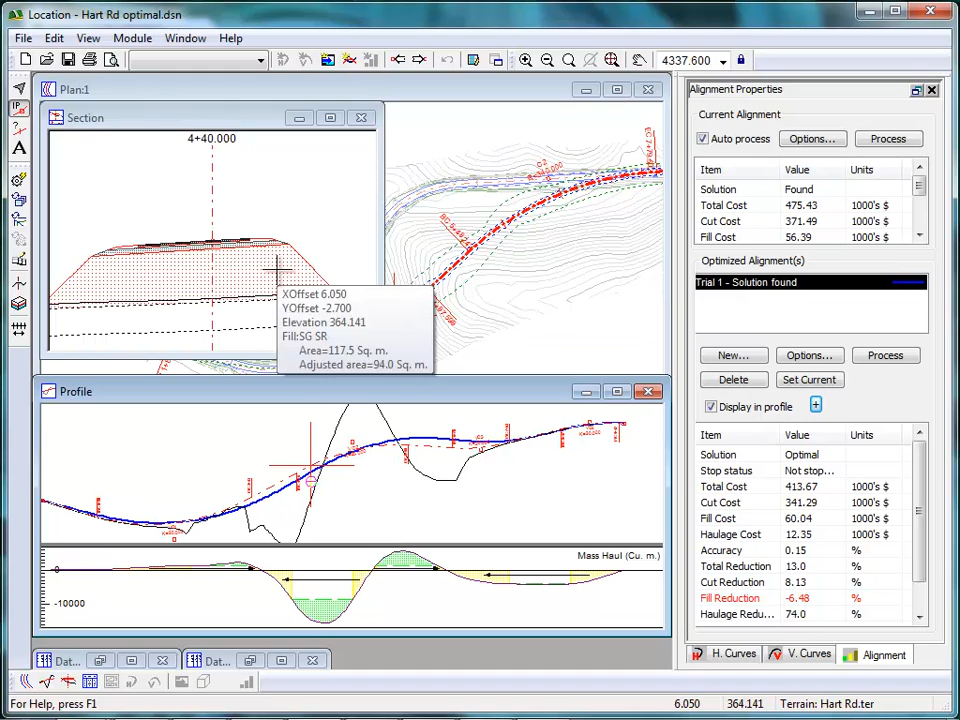 Location - Hart Rd optimal.dsn
File Edit View Module Window Help
4337.600
Plan:1
Section
4+40.000
XOffset 6.050
YOffset -2.700
Elevation 364.141
Fill:SG SR
Area=117.5 Sq. m.
Adjusted area=94.0 Sq. m.
Profile
Mass Haul (Cu. m.)
0
-10000
Dat...
Dat...
Alignment Properties
Current Alignment
Auto process Options... Process
Item Value Units
Solution Found
Total Cost 475.43 1000's $
Cut Cost 371.49 1000's $
Fill Cost 56.39 1000's $
Optimized Alignment(s)
Trial 1 - Solution found
New... Options... Process
Delete Set Current
Display in profile +
Item Value Units
Solution Optimal
Stop status Not stop...
Total Cost 413.67 1000's $
Cut Cost 341.29 1000's $
Fill Cost 60.04 1000's $
Haulage Cost 12.35 1000's $
Accuracy 0.15 %
Total Reduction 13.0 %
Cut Reduction 8.13 %
Fill Reduction -6.48 %
Haulage Redu... 74.0 %
H. Curves V. Curves Alignment
For Help, press F1 6.050 364.141 Terrain: Hart Rd.ter